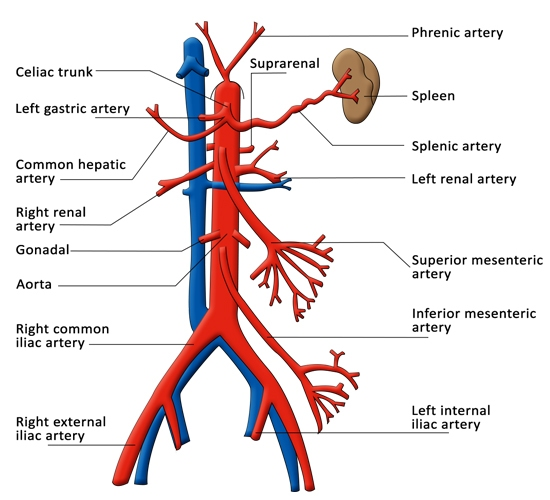 Phrenic artery
Suprarenal
Celiac trunk
Spleen
Left gastric artery
Splenic artery
Common hepatic
artery
Left renal artery
Right renal
artery
Gonadal
Superior mesenteric
artery
Aorta
Inferior mesenteric
artery
Right common
iliac artery
Left internal
iliac artery
Right external
iliac artery